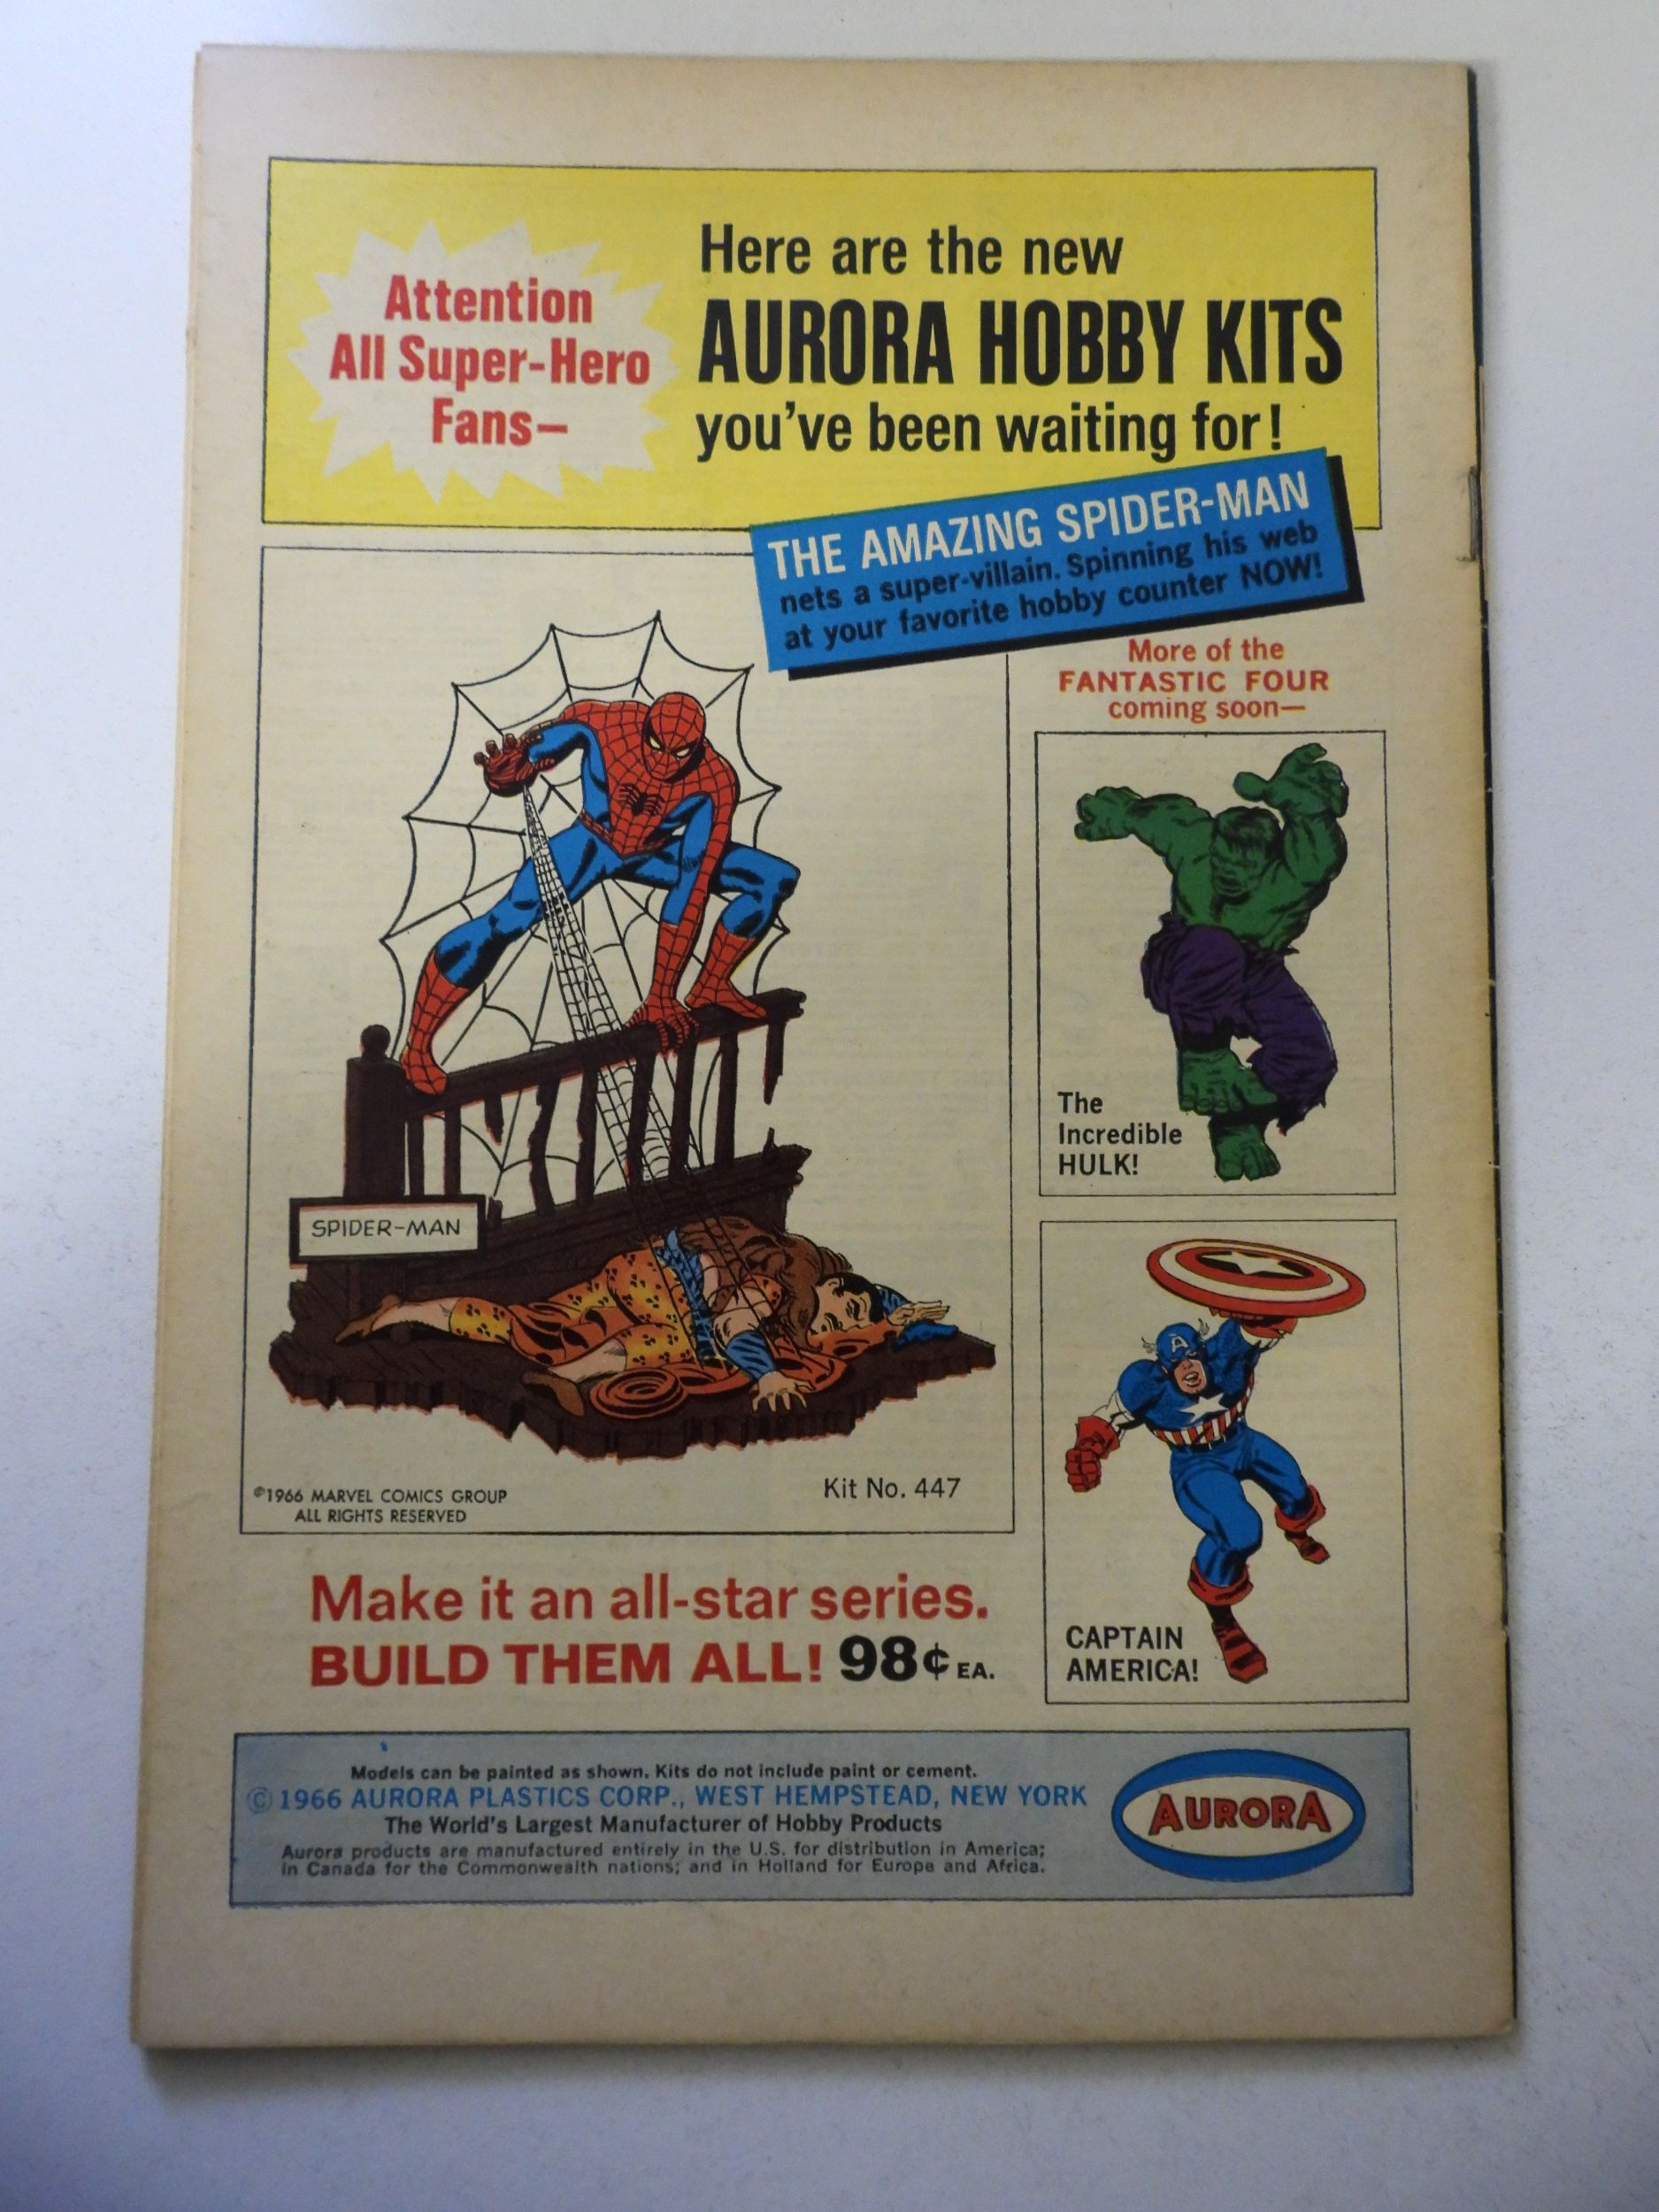 Attention
All Super-Hero
Fans—
Here are the new
AURORA HOBBY KITS
you've been waiting for!
THE AMAZING SPIDER-MAN
nets a super-villain. Spinning his web
at your favorite hobby counter NOW!
More of the
FANTASTIC FOUR
coming soon—
The
Incredible
HULK!
SPIDER-MAN
©1966 MARVEL COMICS GROUP
ALL RIGHTS RESERVED
Kit No. 447
A
CAPTAIN
AMERICA!
Make it an all-star series.
BUILD THEM ALL! 98¢ EA.
Models can be painted as shown. Kits do not include paint or cement.
© 1966 AURORA PLASTICS CORP., WEST HEMPSTEAD, NEW YORK
The World's Largest Manufacturer of Hobby Products
Aurora products are manufactured entirely in the U.S. for distribution in America;
in Canada for the Commonwealth nations; and in Holland for Europe and Africa.
AURORA